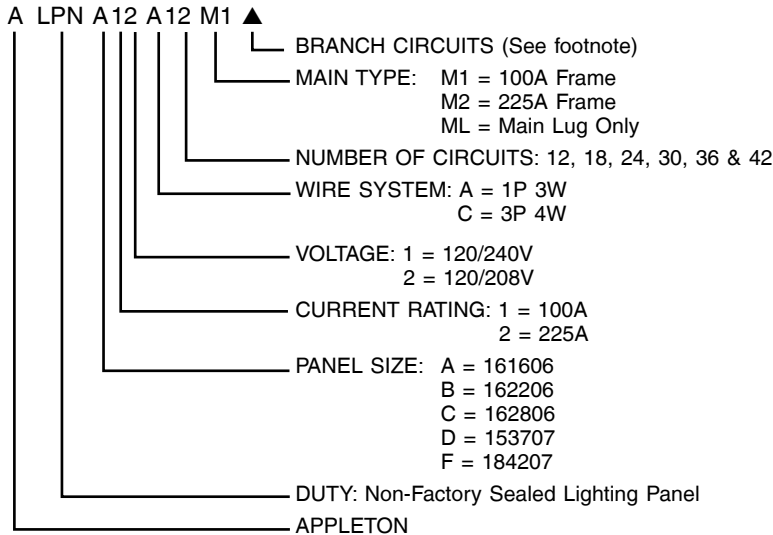 A LPN A12 A12 M1 ▲
BRANCH CIRCUITS (See footnote)
MAIN TYPE: M1 = 100A Frame
M2 = 225A Frame
ML = Main Lug Only
NUMBER OF CIRCUITS: 12, 18, 24, 30, 36 & 42
WIRE SYSTEM: A = 1P 3W
C = 3P 4W
VOLTAGE: 1 = 120/240V
2 = 120/208V
CURRENT RATING: 1 = 100A
2 = 225A
PANEL SIZE: A = 161606
B = 162206
C = 162806
D = 153707
F = 184207
DUTY: Non-Factory Sealed Lighting Panel
APPLETON